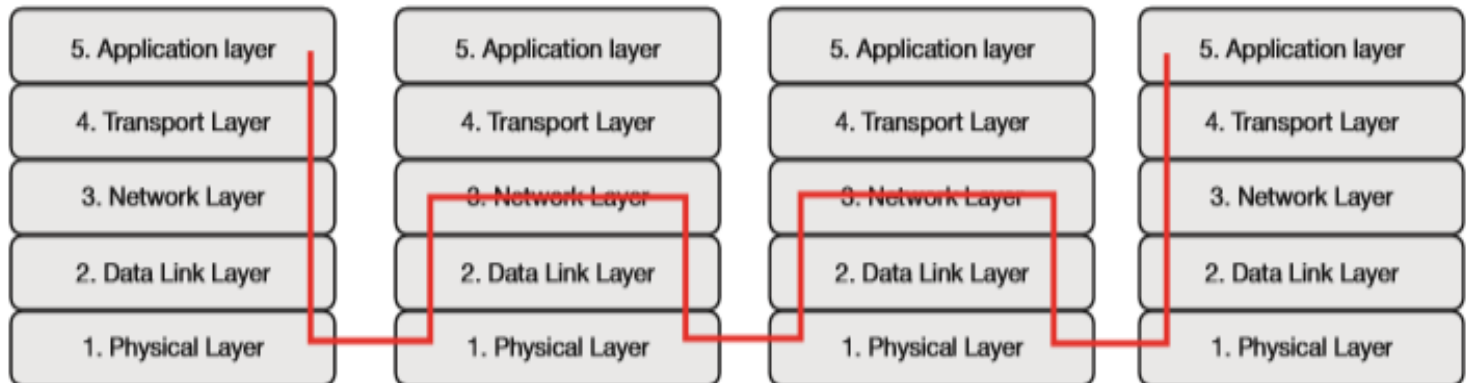 5. Application layer
4. Transport Layer
3. Network Layer
2. Data Link Layer
1. Physical Layer
5. Application layer
4. Transport Layer
3. Network Layer
2. Data Link Layer
1. Physical Layer
5. Application layer
4. Transport Layer
3. Network Layer
2. Data Link Layer
1. Physical Layer
5. Application layer
4. Transport Layer
3. Network Layer
2. Data Link Layer
1. Physical Layer